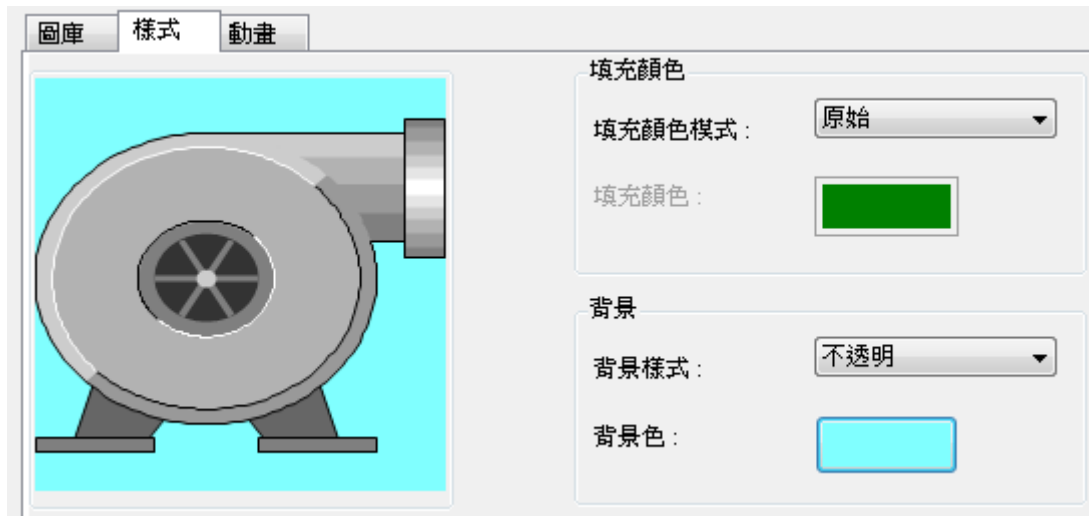 圖庫 樣式 動畫
填充顏色
填充顏色模式 : 原始
填充顏色 :
背景
背景樣式 : 不透明
背景色 :